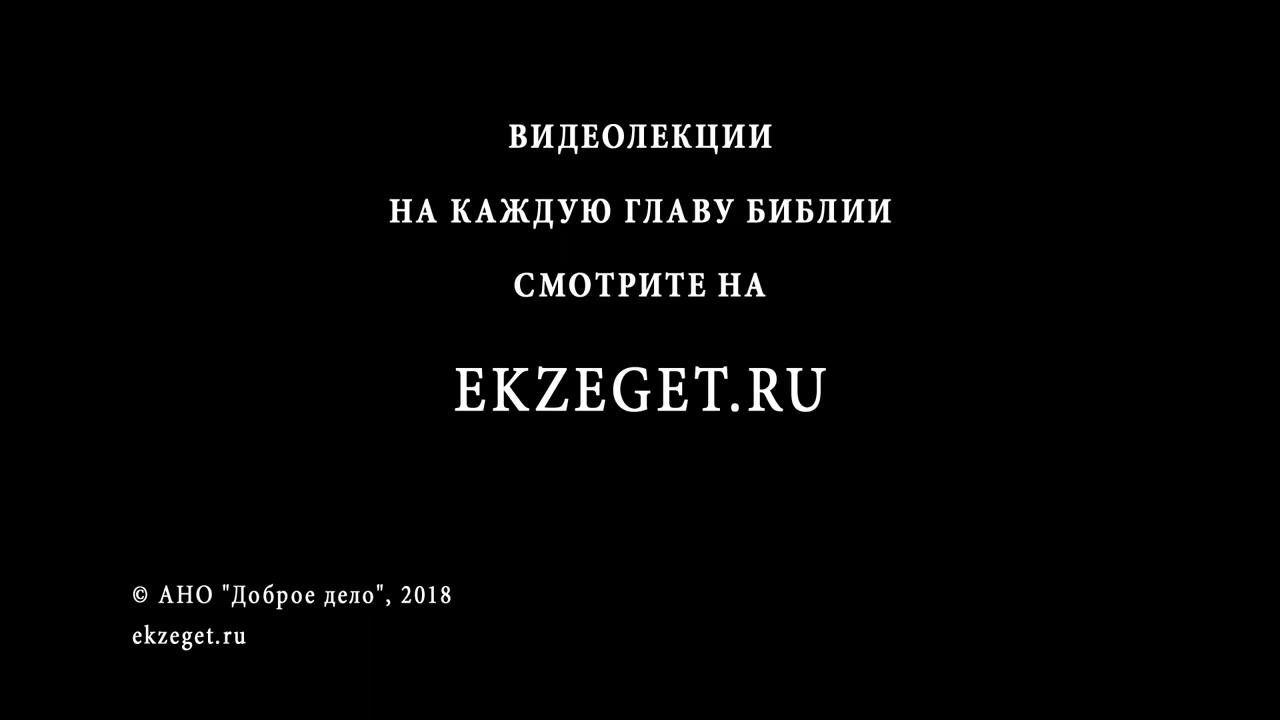 ВИДЕОЛЕКЦИИ
НА КАЖДУЮ ГЛАВУ БИБЛИИ
СМОТРИТЕ НА
EKZEGET.RU
© АНО "Доброе дело", 2018
ekzeget.ru